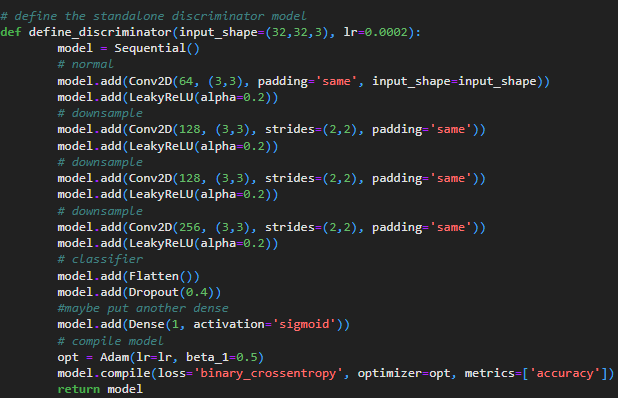 # define the standalone discriminator model
def define_discriminator(input_shape=(32,32,3), lr=0.0002):
        model = Sequential()
        # normal
        model.add(Conv2D(64, (3,3), padding='same', input_shape=input_shape))
        model.add(LeakyReLU(alpha=0.2))
        # downsample
        model.add(Conv2D(128, (3,3), strides=(2,2), padding='same'))
        model.add(LeakyReLU(alpha=0.2))
        # downsample
        model.add(Conv2D(128, (3,3), strides=(2,2), padding='same'))
        model.add(LeakyReLU(alpha=0.2))
        # downsample
        model.add(Conv2D(256, (3,3), strides=(2,2), padding='same'))
        model.add(LeakyReLU(alpha=0.2))
        # classifier
        model.add(Flatten())
        model.add(Dropout(0.4))
        #maybe put another dense
        model.add(Dense(1, activation='sigmoid'))
        # compile model
        opt = Adam(lr=lr, beta_1=0.5)
        model.compile(loss='binary_crossentropy', optimizer=opt, metrics=['accuracy'])
        return model